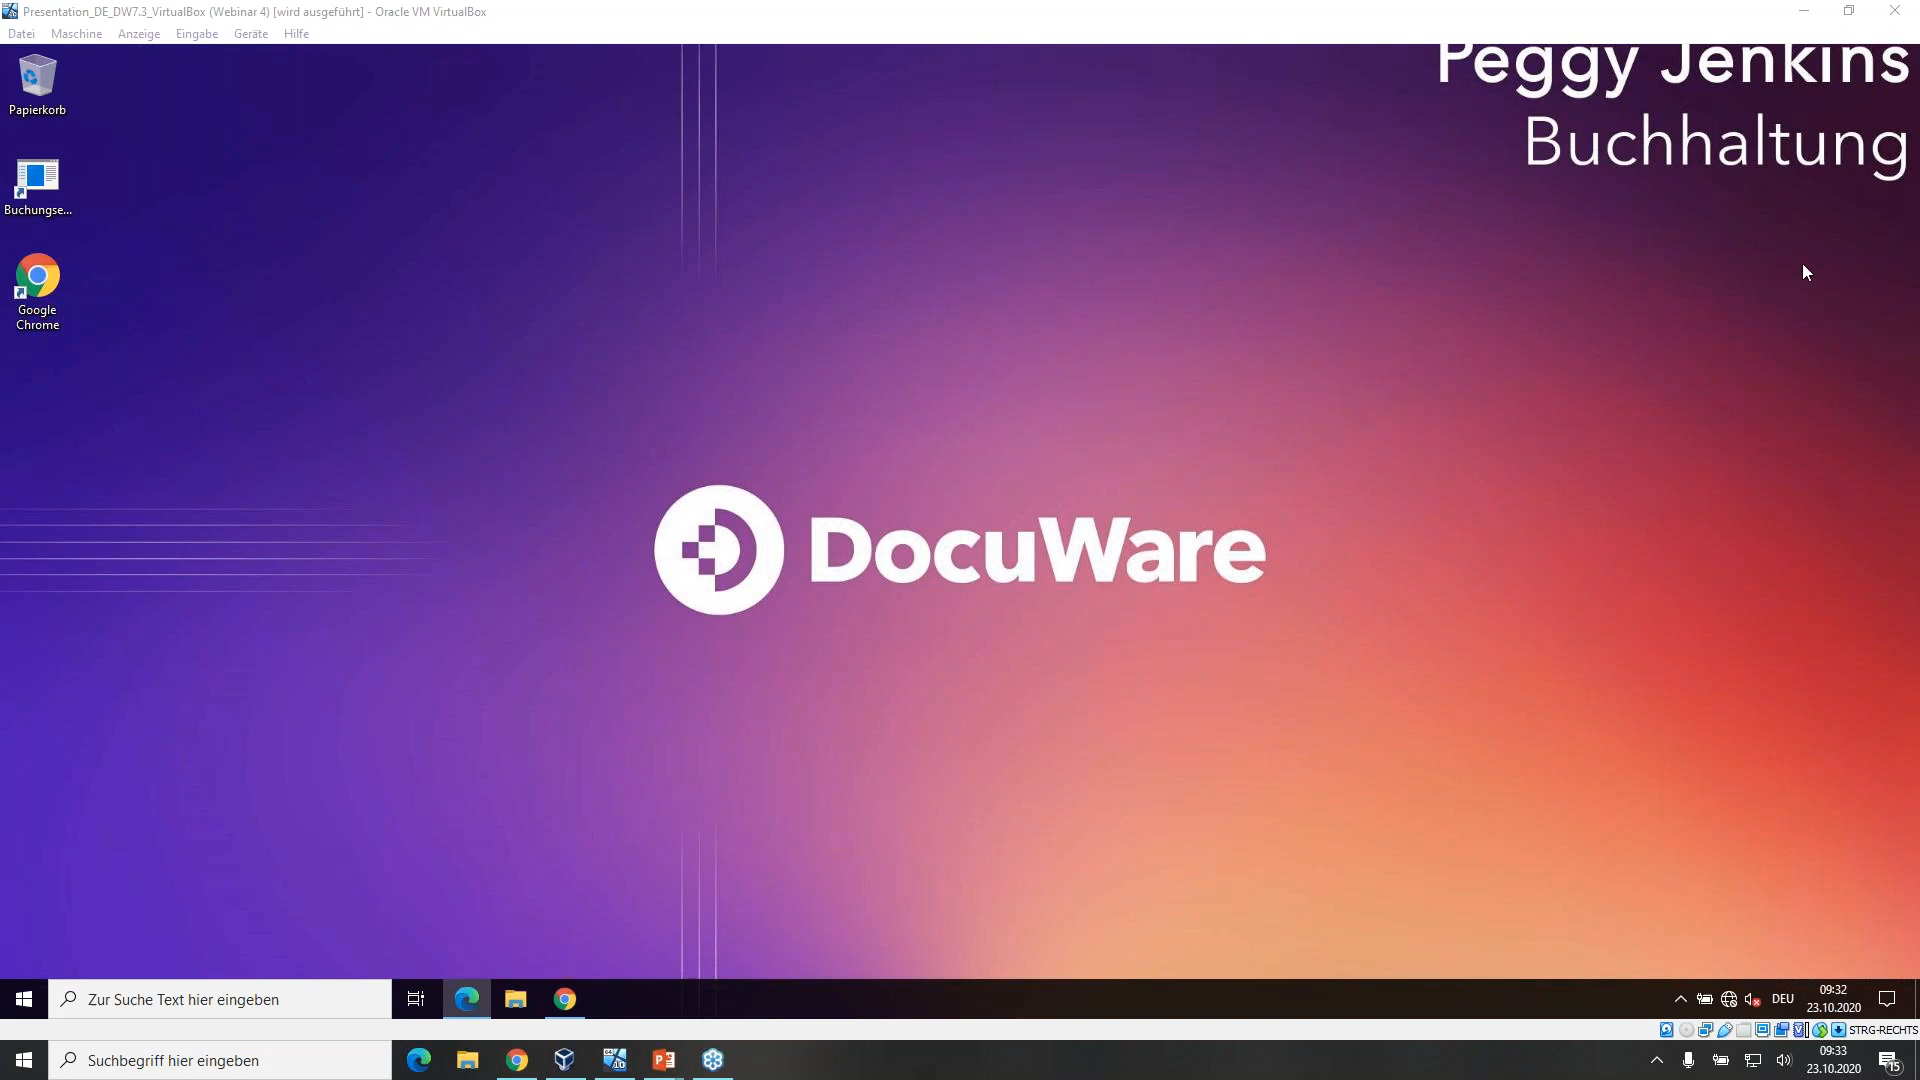 Presentation_DE_DW7.3_VirtualBox (Webinar 4) [wird ausgeführt] - Oracle VM VirtualBox
Datei Maschine Anzeige Eingabe Geräte Hilfe
Peggy Jenkins
Buchhaltung
Papierkorb
Buchungse...
Google
Chrome
DocuWare
Zur Suche Text hier eingeben
DEU
09:32
23.10.2020
STRG-RECHTS
Suchbegriff hier eingeben
09:33
23.10.2020
15